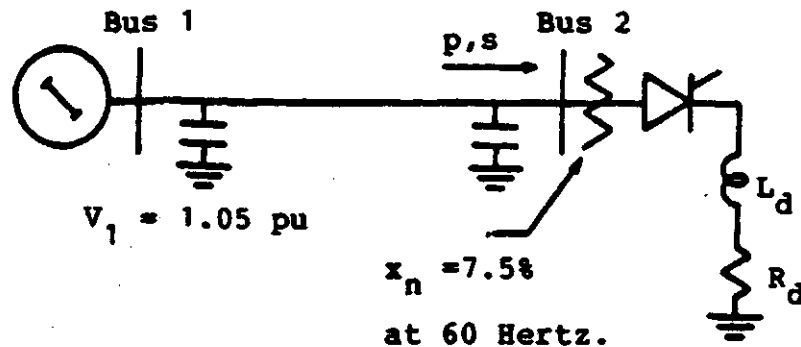 Bus 1
p,s
Bus 2
V1 = 1.05 pu
xn =7.5%
at 60 Hertz.
Ld
Rd